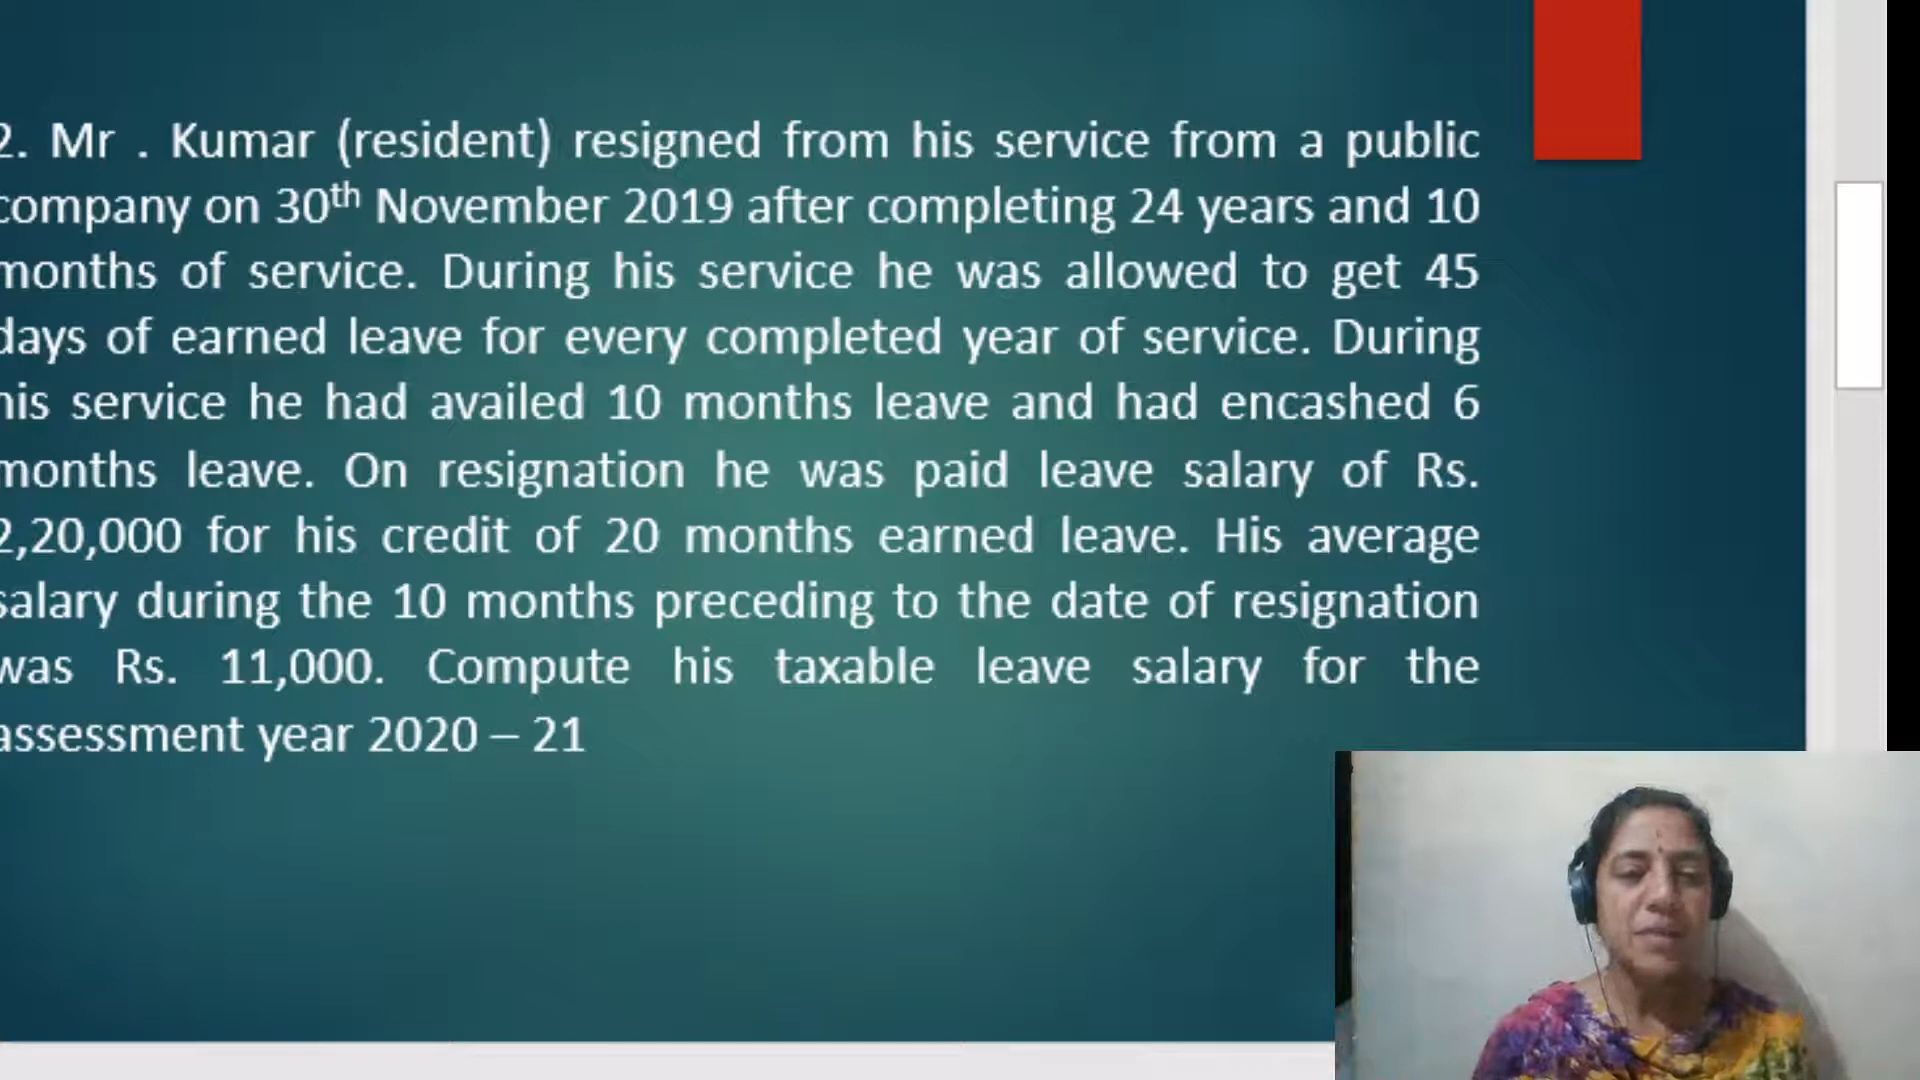 2. Mr . Kumar (resident) resigned from his service from a public
company on 30th November 2019 after completing 24 years and 10
months of service. During his service he was allowed to get 45
days of earned leave for every completed year of service. During
his service he had availed 10 months leave and had encashed 6
months leave. On resignation he was paid leave salary of Rs.
2,20,000 for his credit of 20 months earned leave. His average
salary during the 10 months preceding to the date of resignation
was Rs. 11,000. Compute his taxable leave salary for the
assessment year 2020 – 21